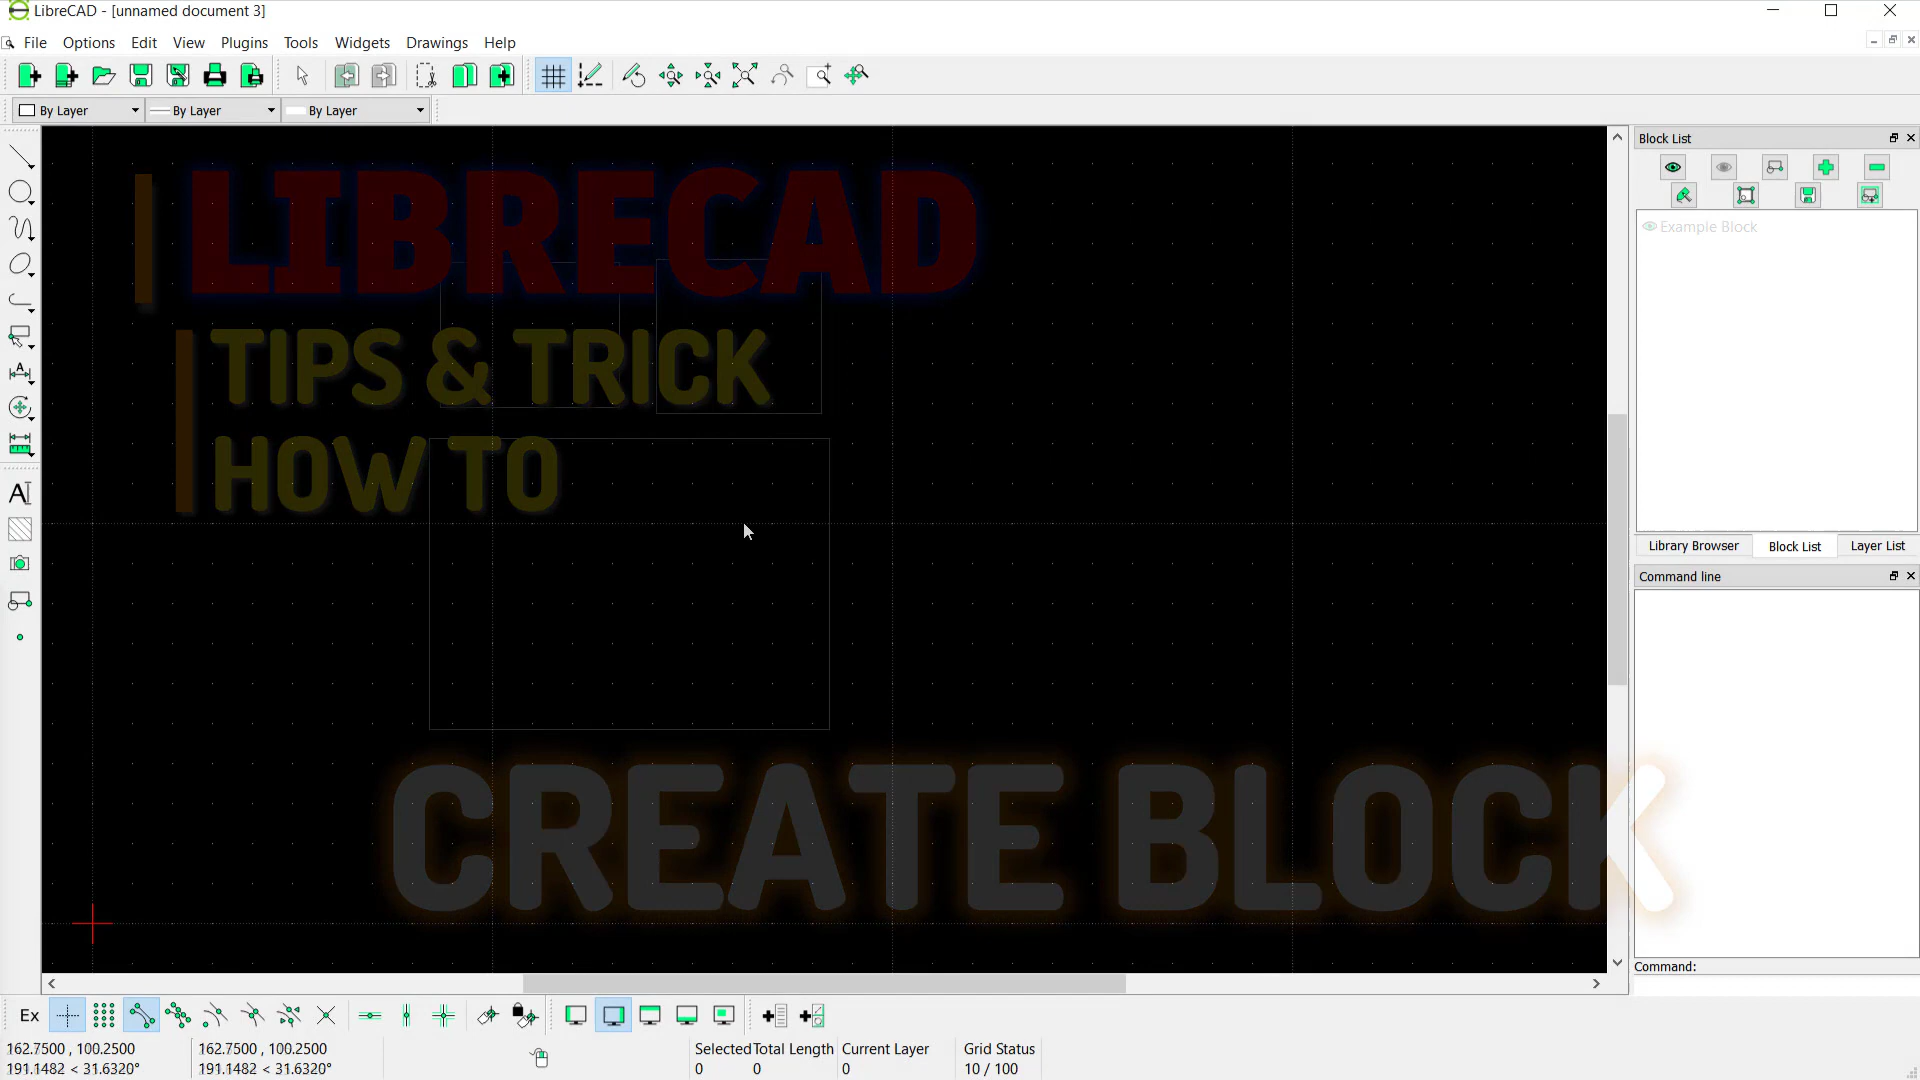 LibreCAD - [unnamed document 3]
File Options Edit View Plugins Tools Widgets Drawings Help
By Layer By Layer By Layer
Block List
Example Block
LIBRECAD
TIPS & TRICK
HOW TO
CREATE BLOCK
A
A
Library Browser Block List Layer List
Command line
Command:
Ex
162.7500 , 100.2500
191.1482 < 31.6320°
162.7500 , 100.2500
191.1482 < 31.6320°
Selected Total Length Current Layer Grid Status
0 0 0 10 / 100